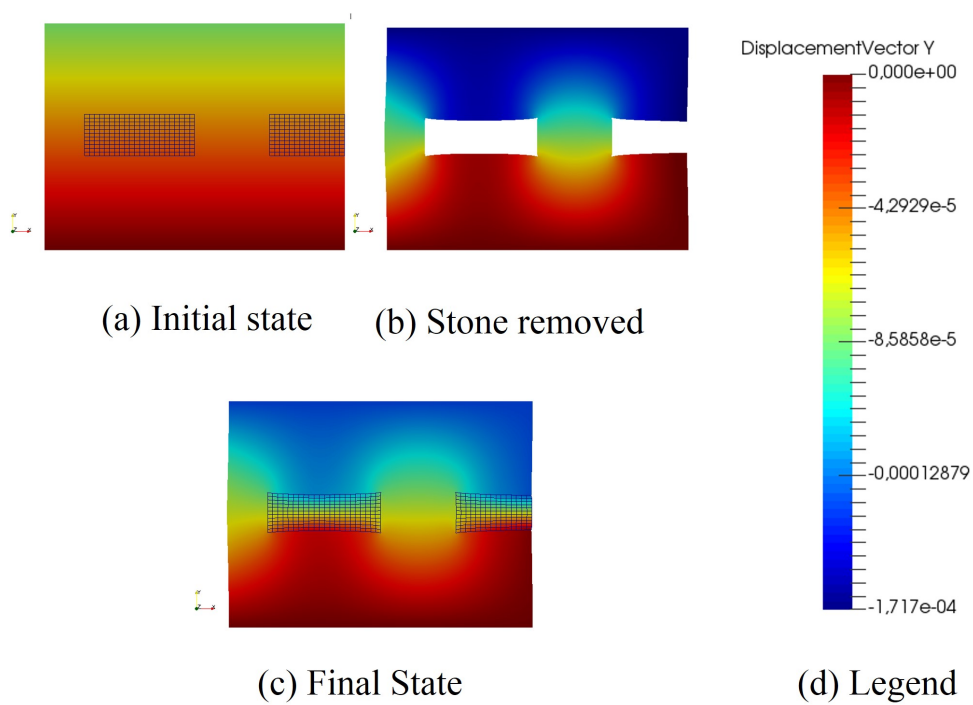 DisplacementVector Y
0,000e+00
-4,2929e-5
-8,5858e-5
-0,00012879
-1,717e-04
(a) Initial state
(b) Stone removed
(c) Final State
(d) Legend